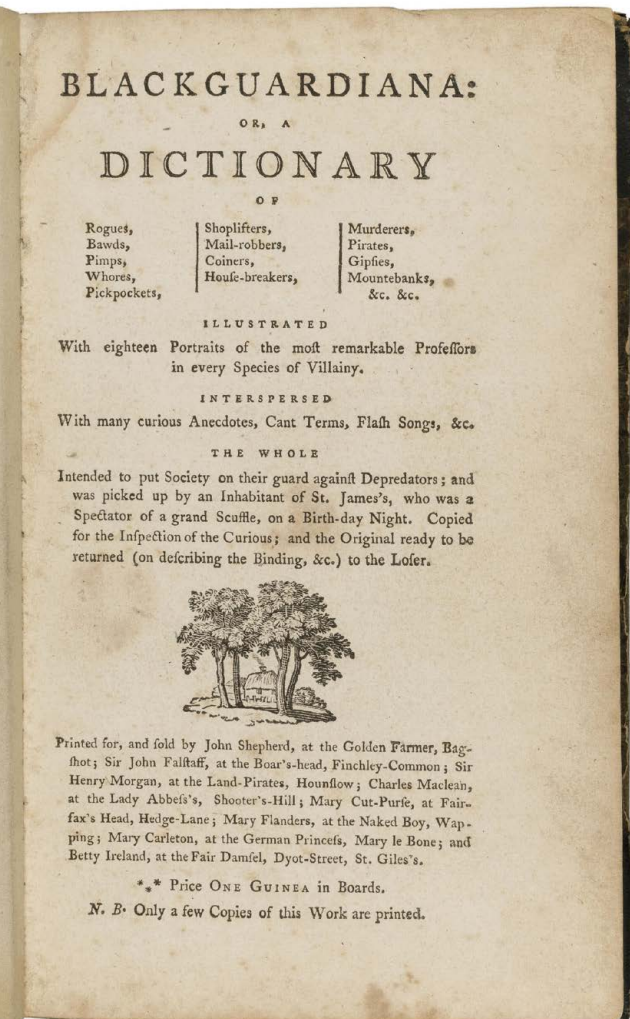 BLACKGUARDIANA:
OR, A
DICTIONARY
OF
Rogues,
Bawds,
Pimps,
Whores,
Pickpockets,
Shoplifters,
Mail-robbers,
Coiners,
Houſe-breakers,
Murderers,
Pirates,
Gipſies,
Mountebanks,
&c. &c.
ILLUSTRATED
With eighteen Portraits of the moſt remarkable Profeſſors
in every Species of Villainy.
INTERSPERSED
With many curious Anecdotes, Cant Terms, Flaſh Songs, &c.
THE WHOLE
Intended to put Society on their guard againſt Depredators; and
was picked up by an Inhabitant of St. James's, who was a
Spectator of a grand Scuffle, on a Birth-day Night. Copied
for the Inſpection of the Curious; and the Original ready to be
returned (on deſcribing the Binding, &c.) to the Loſer.
Printed for, and ſold by John Shepherd, at the Golden Farmer, Bag-
ſhot; Sir John Falſtaff, at the Boar's-head, Finchley-Common; Sir
Henry Morgan, at the Land-Pirates, Hounſlow; Charles Maclean,
at the Lady Abbeſs's, Shooter's-Hill; Mary Cut-Purſe, at Fair-
fax's Head, Hedge-Lane; Mary Flanders, at the Naked Boy, Wap-
ping; Mary Carleton, at the German Princeſs, Mary le Bone; and
Betty Ireland, at the Fair Damſel, Dyot-Street, St. Giles's.
*⁎* Price ONE GUINEA in Boards.
N. B. Only a few Copies of this Work are printed.